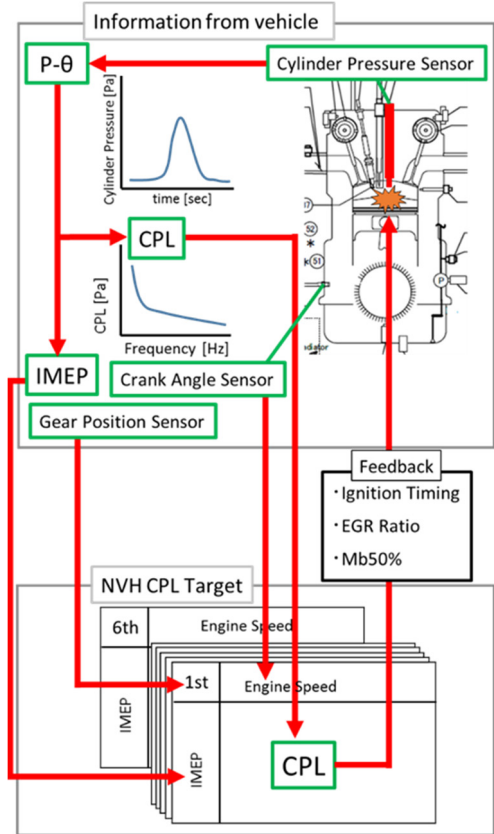 Information from vehicle
P-θ
Cylinder Pressure Sensor
Cylinder Pressure [Pa]
time [sec]
CPL
CPL [Pa]
Frequency [Hz]
52
*
51
P
IMEP
Crank Angle Sensor
Gear Position Sensor
Feedback
・Ignition Timing
・EGR Ratio
・Mb50%
NVH CPL Target
6th
Engine Speed
IMEP
1st
Engine Speed
IMEP
CPL